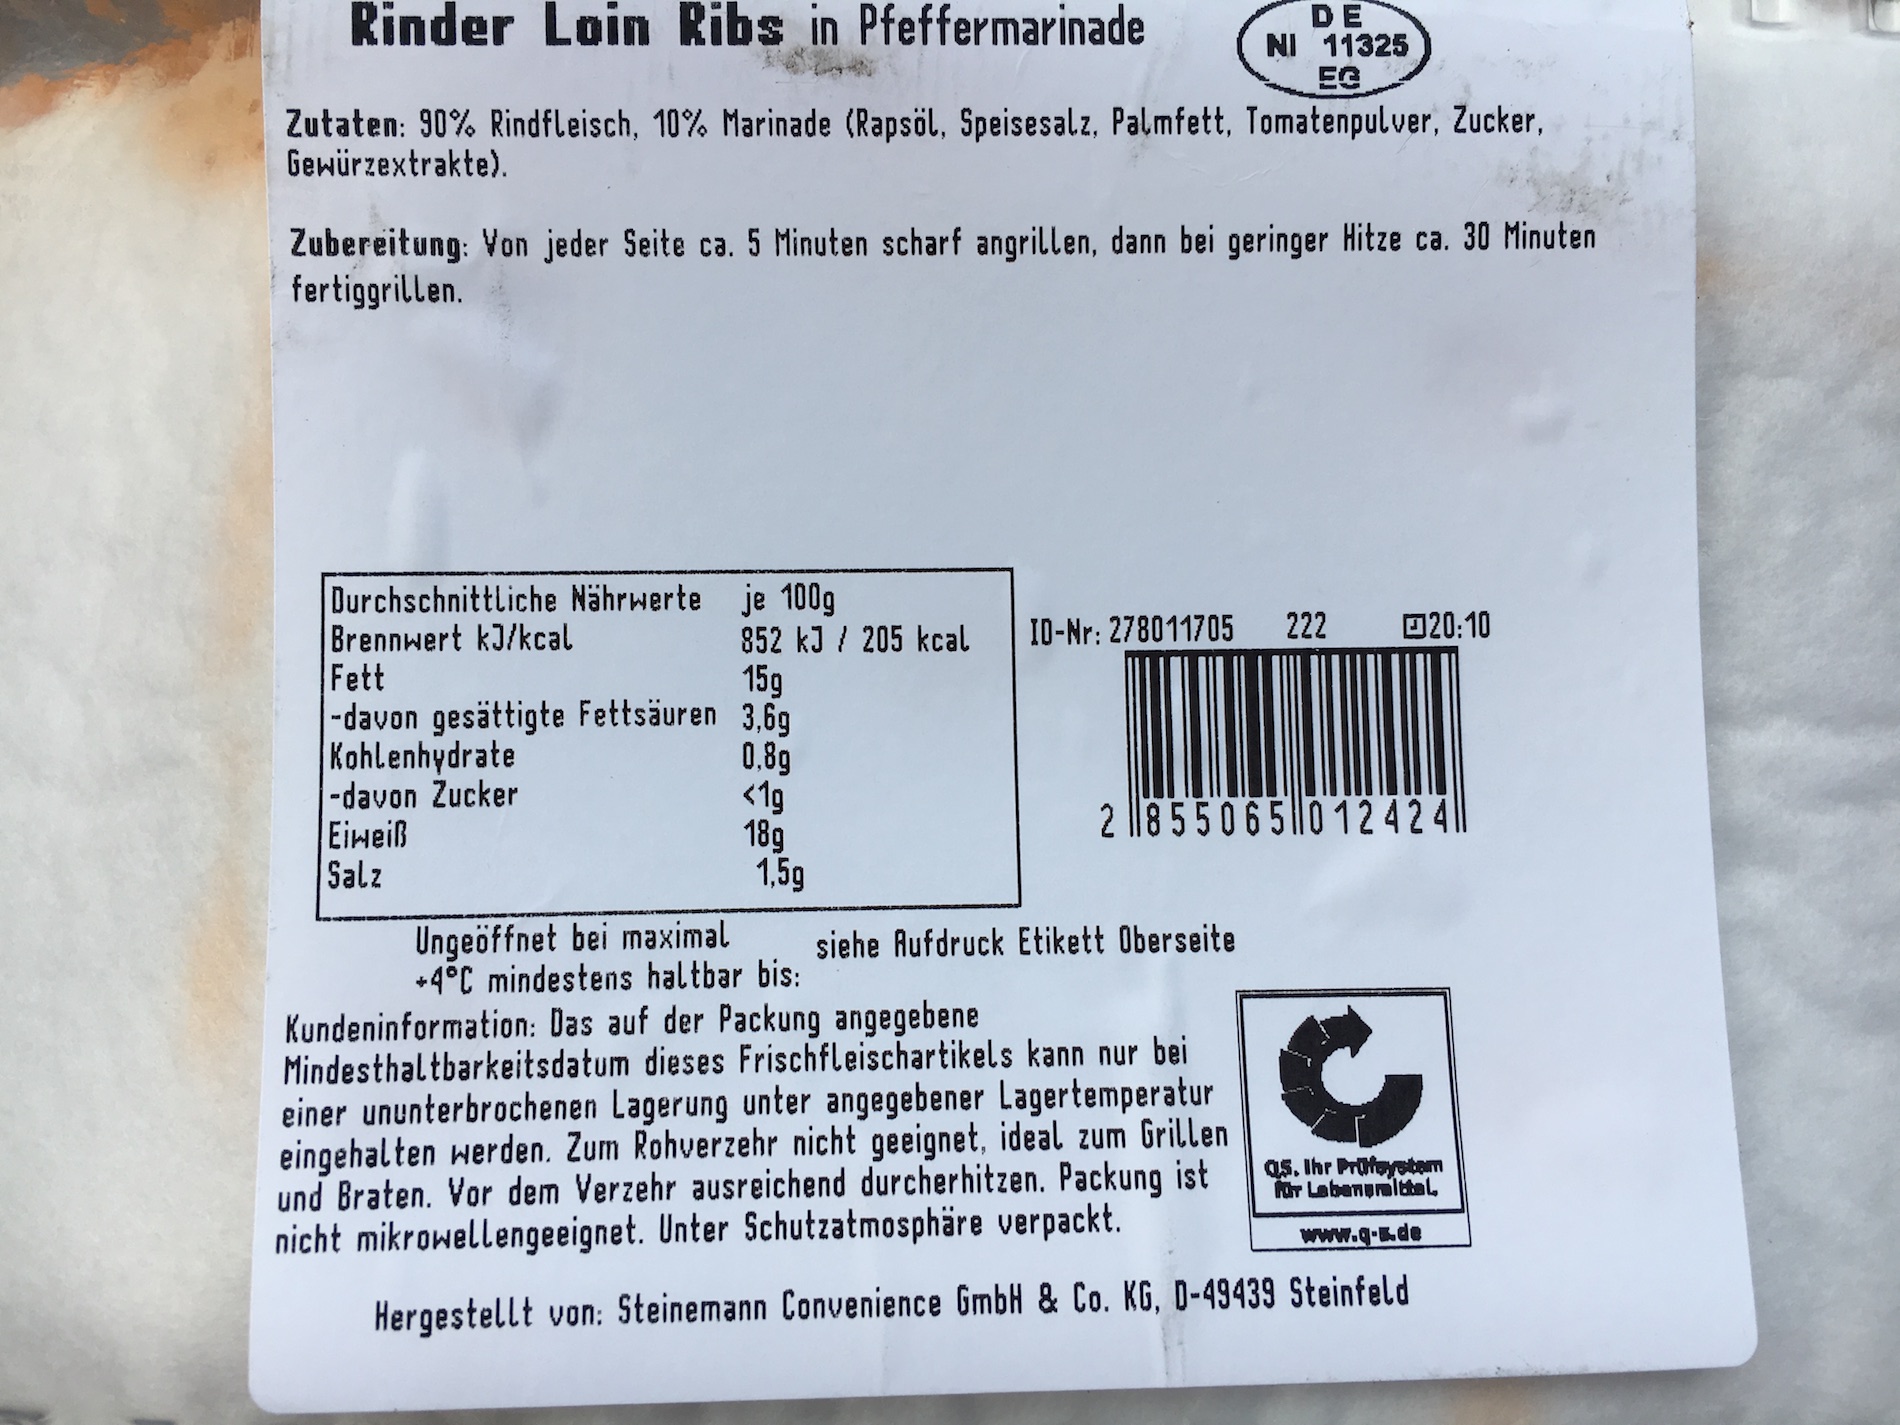 Rinder Loin Ribs in Pfeffermarinade
DE
NI 11325
EG
Zutaten: 90% Rindfleisch, 10% Marinade (Rapsöl, Speisesalz, Palmfett, Tomatenpulver, Zucker,
Gewürzextrakte).
Zubereitung: Von jeder Seite ca. 5 Minuten scharf angrillen, dann bei geringer Hitze ca. 30 Minuten
fertiggrillen.
Durchschnittliche Nährwerte je 100g
Brennwert kJ/kcal 852 kJ / 205 kcal
Fett 15g
-davon gesättigte Fettsäuren 3,6g
Kohlenhydrate 0,8g
-davon Zucker <1g
Eiweiß 18g
Salz 1,5g
ID-Nr: 278011705 222 20:10
2 855065 012424
Ungeöffnet bei maximal siehe Aufdruck Etikett Oberseite
+4°C mindestens haltbar bis:
Kundeninformation: Das auf der Packung angegebene
Mindesthaltbarkeitsdatum dieses Frischfleischartikels kann nur bei
einer ununterbrochenen Lagerung unter angegebener Lagertemperatur
eingehalten werden. Zum Rohverzehr nicht geeignet, ideal zum Grillen
und Braten. Vor dem Verzehr ausreichend durcherhitzen. Packung ist
nicht mikrowellengeeignet. Unter Schutzatmosphäre verpackt.
QS. Ihr Prüfsystem
für Lebensmittel.
www.q-s.de
Hergestellt von: Steinemann Convenience GmbH & Co. KG, D-49439 Steinfeld